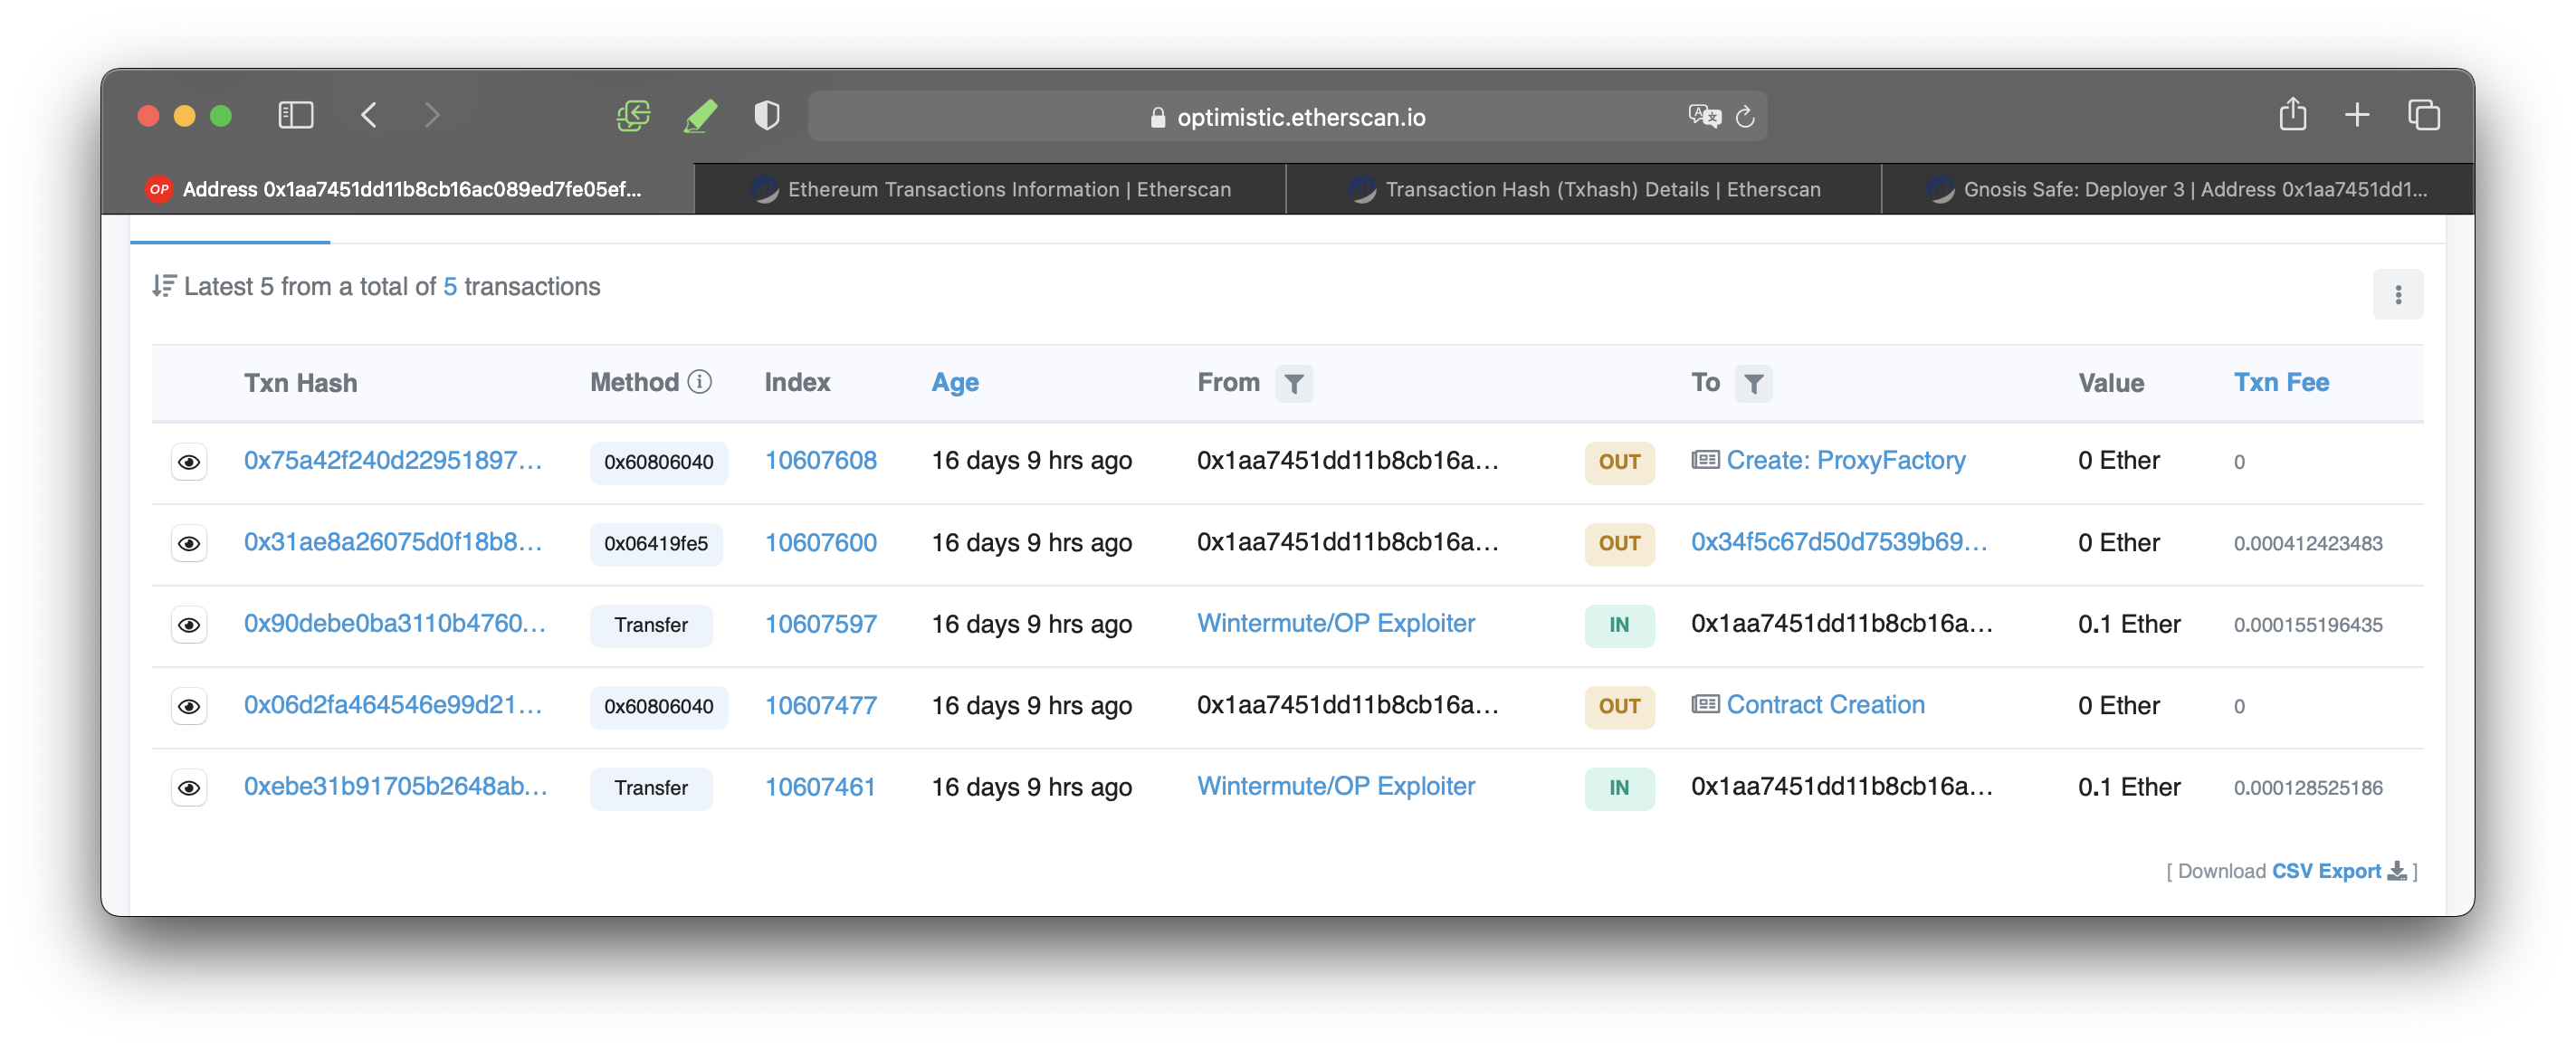 optimistic.etherscan.io
OP Address 0x1aa7451dd11b8cb16ac089ed7fe05ef...
Ethereum Transactions Information | Etherscan
Transaction Hash (Txhash) Details | Etherscan
Gnosis Safe: Deployer 3 | Address 0x1aa7451dd1...
Latest 5 from a total of 5 transactions
Txn Hash Method Index Age From To Value Txn Fee
0x75a42f240d22951897... 0x60806040 10607608 16 days 9 hrs ago 0x1aa7451dd11b8cb16a... OUT Create: ProxyFactory 0 Ether 0
0x31ae8a26075d0f18b8... 0x06419fe5 10607600 16 days 9 hrs ago 0x1aa7451dd11b8cb16a... OUT 0x34f5c67d50d7539b69... 0 Ether 0.000412423483
0x90debe0ba3110b4760... Transfer 10607597 16 days 9 hrs ago Wintermute/OP Exploiter IN 0x1aa7451dd11b8cb16a... 0.1 Ether 0.000155196435
0x06d2fa464546e99d21... 0x60806040 10607477 16 days 9 hrs ago 0x1aa7451dd11b8cb16a... OUT Contract Creation 0 Ether 0
0xebe31b91705b2648ab... Transfer 10607461 16 days 9 hrs ago Wintermute/OP Exploiter IN 0x1aa7451dd11b8cb16a... 0.1 Ether 0.000128525186
[ Download CSV Export ]